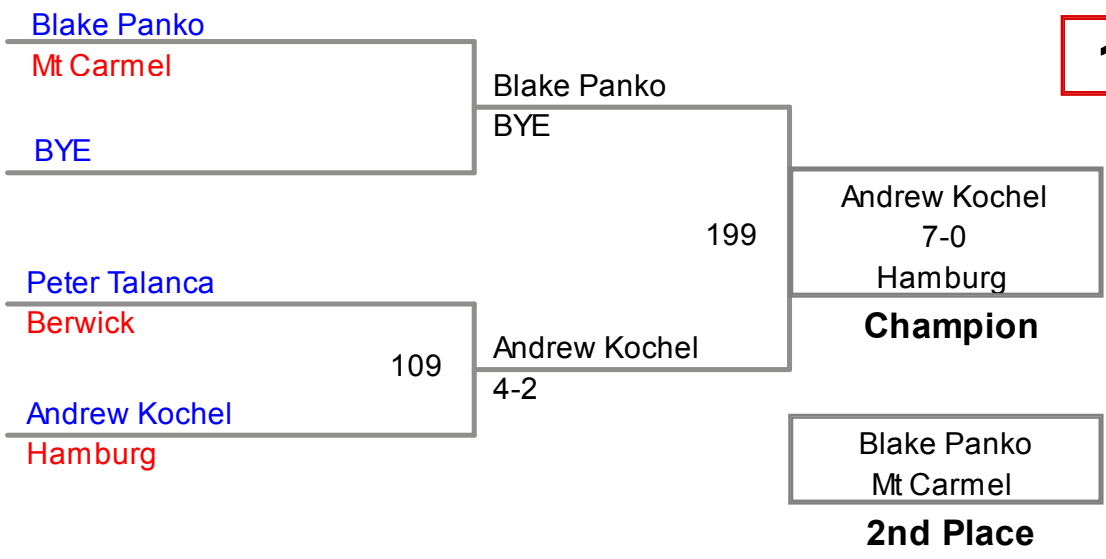 Blake Panko
Mt Carmel
BYE
Blake Panko
BYE
Peter Talanca
Berwick
109
Andrew Kochel
Hamburg
Andrew Kochel
4-2
199
Andrew Kochel
7-0
Hamburg
Champion
Blake Panko
Mt Carmel
2nd Place